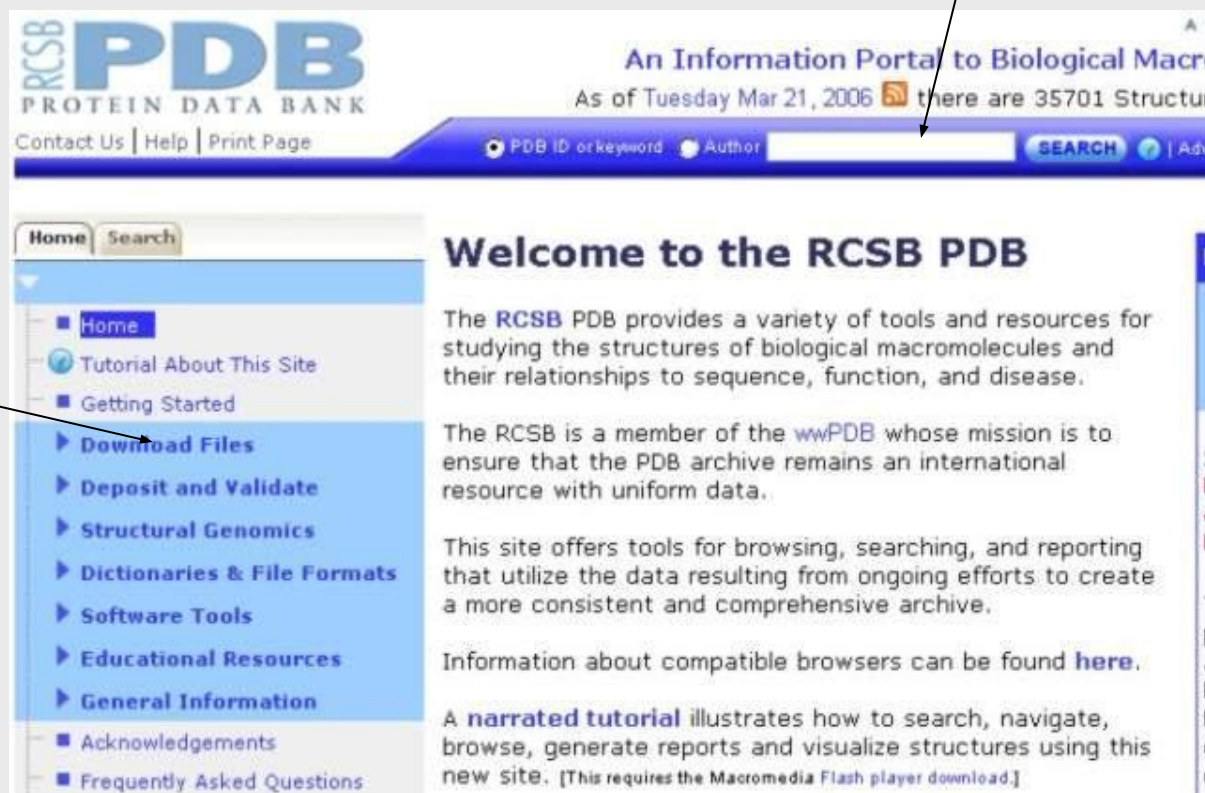 RCSB PDB
PROTEIN DATA BANK
Contact Us | Help | Print Page
A
An Information Portal to Biological Macr
As of Tuesday Mar 21, 2006 there are 35701 Structu
PDB ID or keyword Author SEARCH ? | Adv
Home Search
Home
Tutorial About This Site
Getting Started
Download Files
Deposit and Validate
Structural Genomics
Dictionaries & File Formats
Software Tools
Educational Resources
General Information
Acknowledgements
Frequently Asked Questions
Welcome to the RCSB PDB
The RCSB PDB provides a variety of tools and resources for
studying the structures of biological macromolecules and
their relationships to sequence, function, and disease.
The RCSB is a member of the wwPDB whose mission is to
ensure that the PDB archive remains an international
resource with uniform data.
This site offers tools for browsing, searching, and reporting
that utilize the data resulting from ongoing efforts to create
a more consistent and comprehensive archive.
Information about compatible browsers can be found here.
A narrated tutorial illustrates how to search, navigate,
browse, generate reports and visualize structures using this
new site. [This requires the Macromedia Flash player download.]